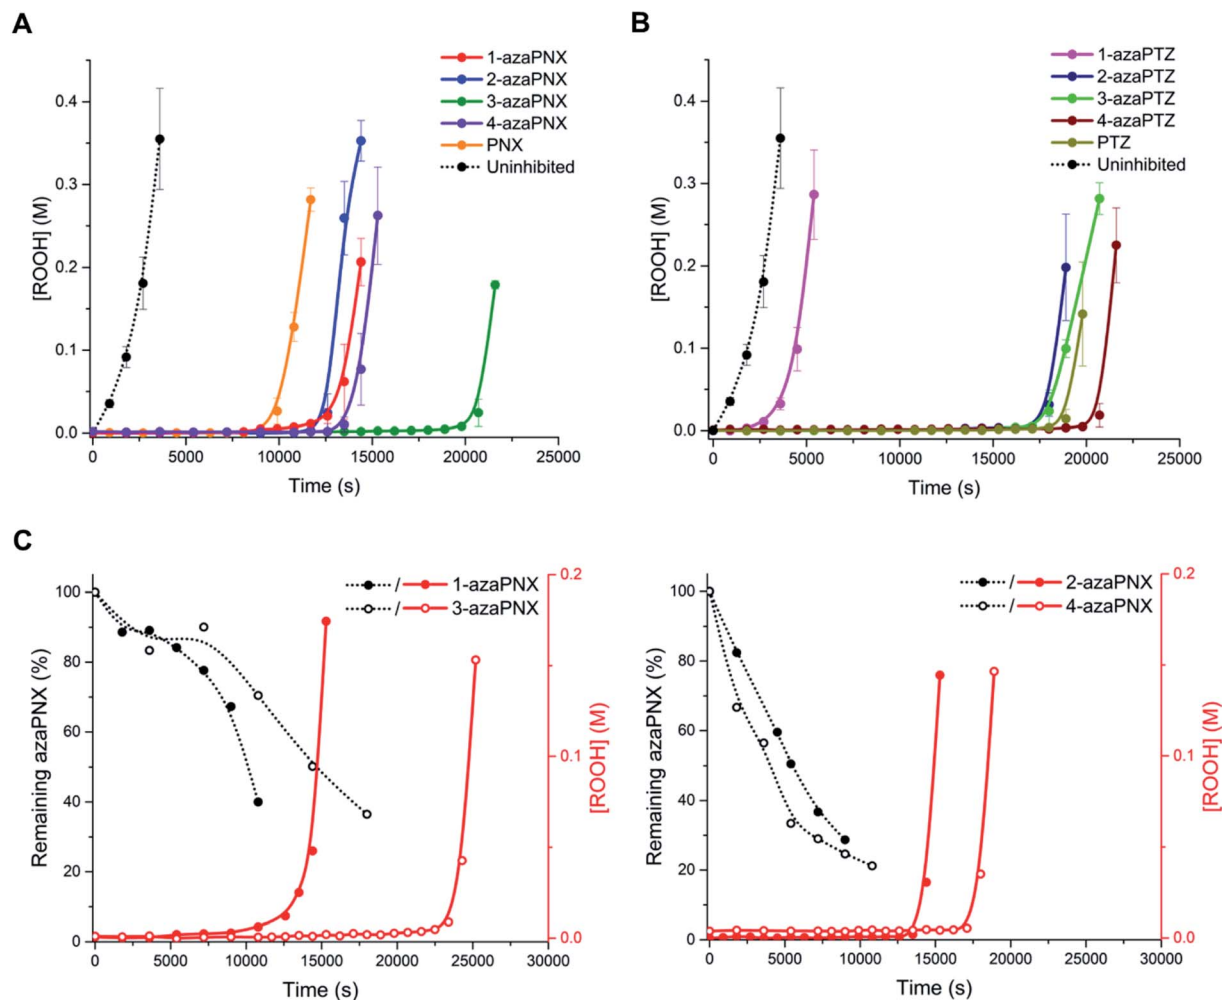 A
1-azaPNX
2-azaPNX
3-azaPNX
4-azaPNX
PNX
Uninhibited
[ROOH] (M)
0.4
0.3
0.2
0.1
0.0
0 5000 10000 15000 20000 25000
Time (s)
B
1-azaPTZ
2-azaPTZ
3-azaPTZ
4-azaPTZ
PTZ
Uninhibited
[ROOH] (M)
0.4
0.3
0.2
0.1
0.0
0 5000 10000 15000 20000 25000
Time (s)
C
/ 1-azaPNX
/ 3-azaPNX
Remaining azaPNX (%)
100
80
60
40
20
0
0.2
0.1
0.0
[ROOH] (M)
0 5000 10000 15000 20000 25000 30000
Time (s)
/ 2-azaPNX
/ 4-azaPNX
Remaining azaPNX (%)
100
80
60
40
20
0
0.2
0.1
0.0
[ROOH] (M)
0 5000 10000 15000 20000 25000 30000
Time (s)